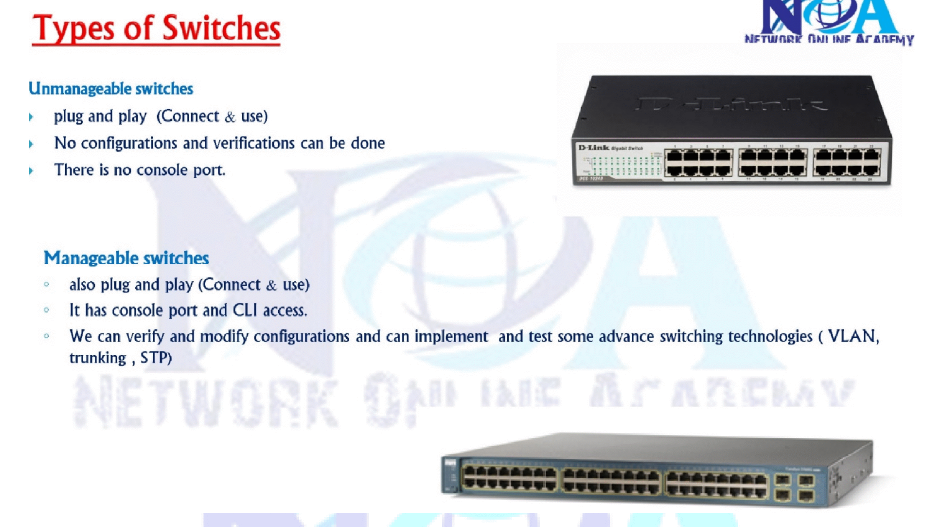 Types of Switches
NETWORK ONLINE ACADEMY
Unmanageable switches
plug and play (Connect & use)
No configurations and verifications can be done
There is no console port.
D-Link
D-Link Gigabit Switch
Manageable switches
also plug and play (Connect & use)
It has console port and CLI access.
We can verify and modify configurations and can implement and test some advance switching technologies ( VLAN,
trunking , STP)
NETWORK ONLINE ACADEMY